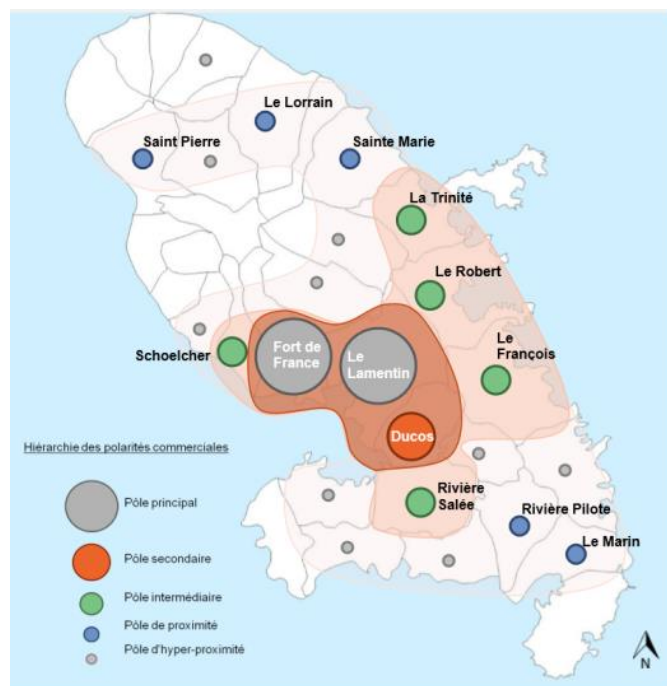 Le Lorrain
Saint Pierre
Sainte Marie
La Trinité
Le Robert
Le
François
Schoelcher
Fort de
France
Le
Lamentin
Ducos
Hiérarchie des polarités commerciales
Rivière
Salée
Rivière Pilote
Le Marin
Pôle principal
Pôle secondaire
Pôle intermédiaire
Pôle de proximité
Pôle d'hyper-proximité
N